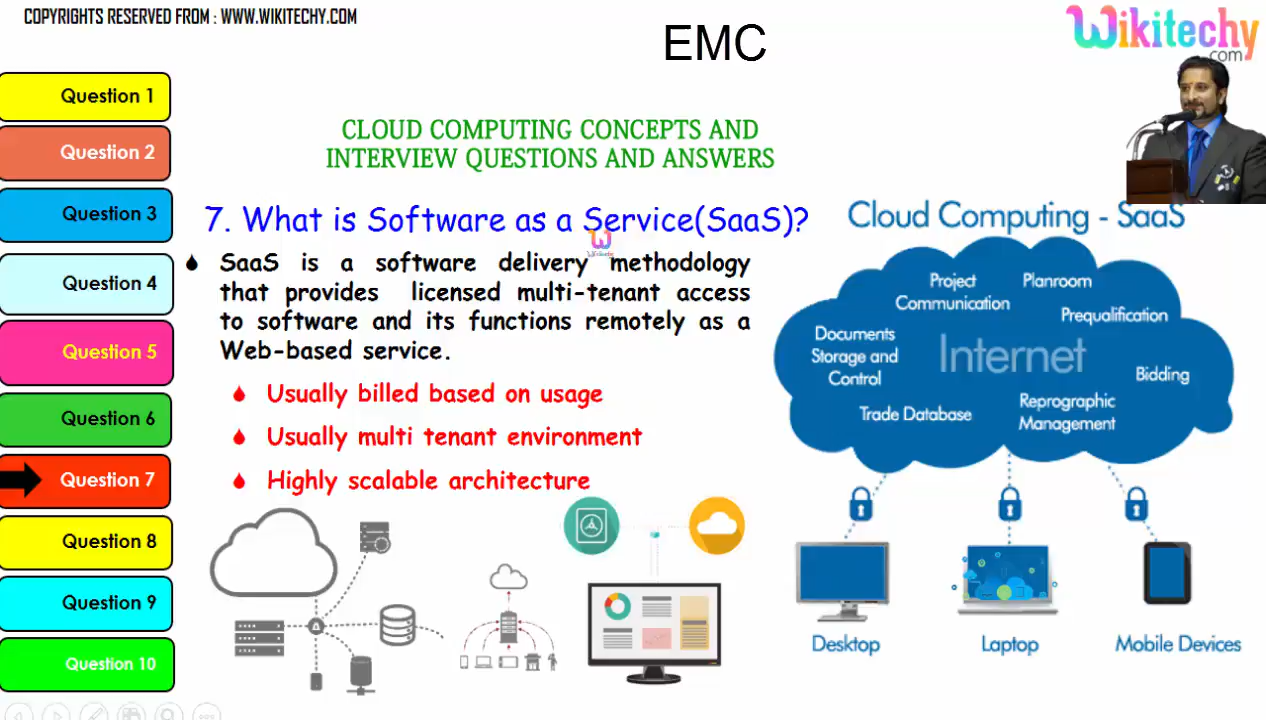 COPYRIGHTS RESERVED FROM : WWW.WIKITECHY.COM
EMC
Wikitechy
.com
Question 1
Question 2
Question 3
Question 4
Question 5
Question 6
Question 7
Question 8
Question 9
Question 10
CLOUD COMPUTING CONCEPTS AND
INTERVIEW QUESTIONS AND ANSWERS
7. What is Software as a Service(SaaS)?
SaaS is a software delivery methodology
that provides licensed multi-tenant access
to software and its functions remotely as a
Web-based service.
Usually billed based on usage
Usually multi tenant environment
Highly scalable architecture
Cloud Computing - SaaS
Project
Communication
Planroom
Prequalification
Documents
Storage and
Control
Internet
Bidding
Trade Database
Reprographic
Management
Desktop
Laptop
Mobile Devices